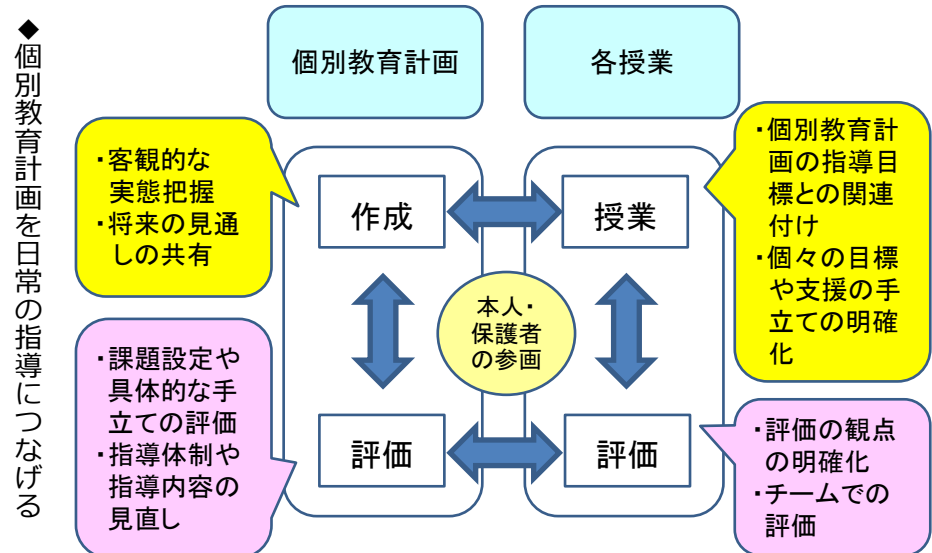 ◆個別教育計画を日常の指導につなげる
個別教育計画
各授業
・客観的な
実態把握
・将来の見通
しの共有
作成
授業
・個別教育計
画の指導目
標との関連
付け
・個々の目標
や支援の手
立ての明確
化
本人・
保護者
の参画
・課題設定や
具体的な手
立ての評価
・指導体制や
指導内容の
見直し
評価
評価
・評価の観点
の明確化
・チームでの
評価